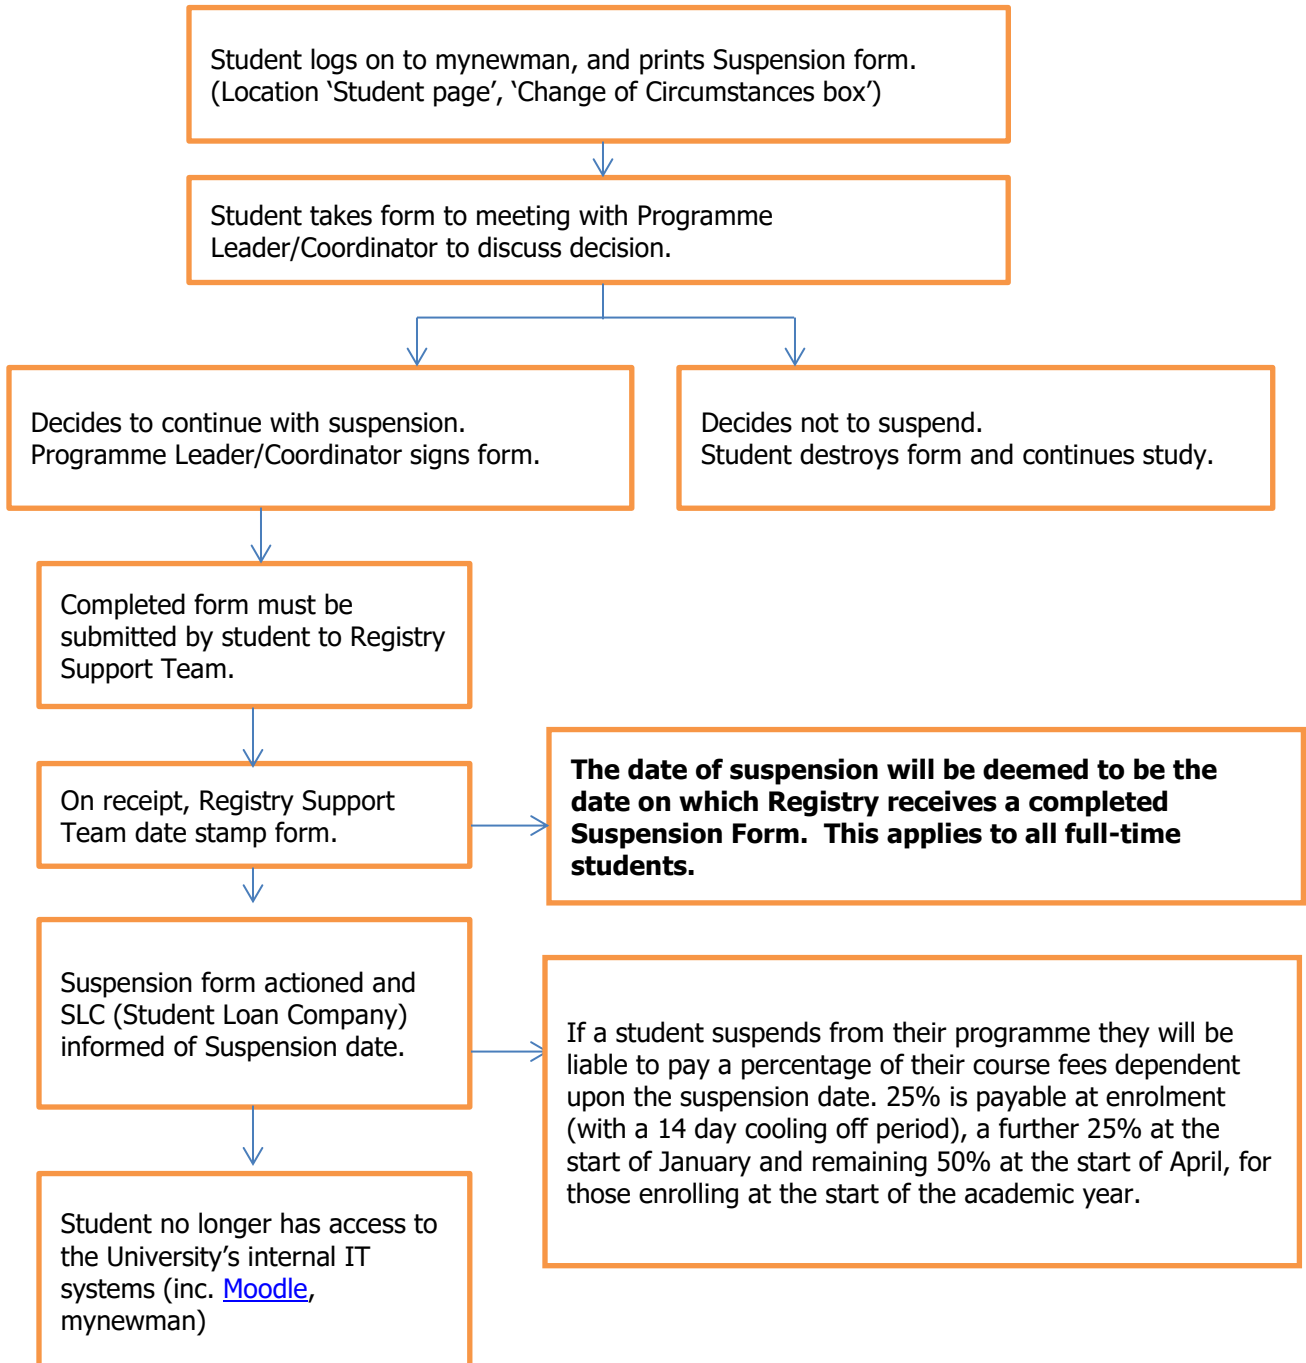 Student logs on to mynewman, and prints Suspension form.
(Location ‘Student page’, ‘Change of Circumstances box’)
Student takes form to meeting with Programme
Leader/Coordinator to discuss decision.
Decides to continue with suspension.
Programme Leader/Coordinator signs form.
Decides not to suspend.
Student destroys form and continues study.
Completed form must be
submitted by student to Registry
Support Team.
On receipt, Registry Support
Team date stamp form.
The date of suspension will be deemed to be the
date on which Registry receives a completed
Suspension Form.  This applies to all full-time
students.
Suspension form actioned and
SLC (Student Loan Company)
informed of Suspension date.
If a student suspends from their programme they will be
liable to pay a percentage of their course fees dependent
upon the suspension date. 25% is payable at enrolment
(with a 14 day cooling off period), a further 25% at the
start of January and remaining 50% at the start of April, for
those enrolling at the start of the academic year.
Student no longer has access to
the University’s internal IT
systems (inc. Moodle,
mynewman)